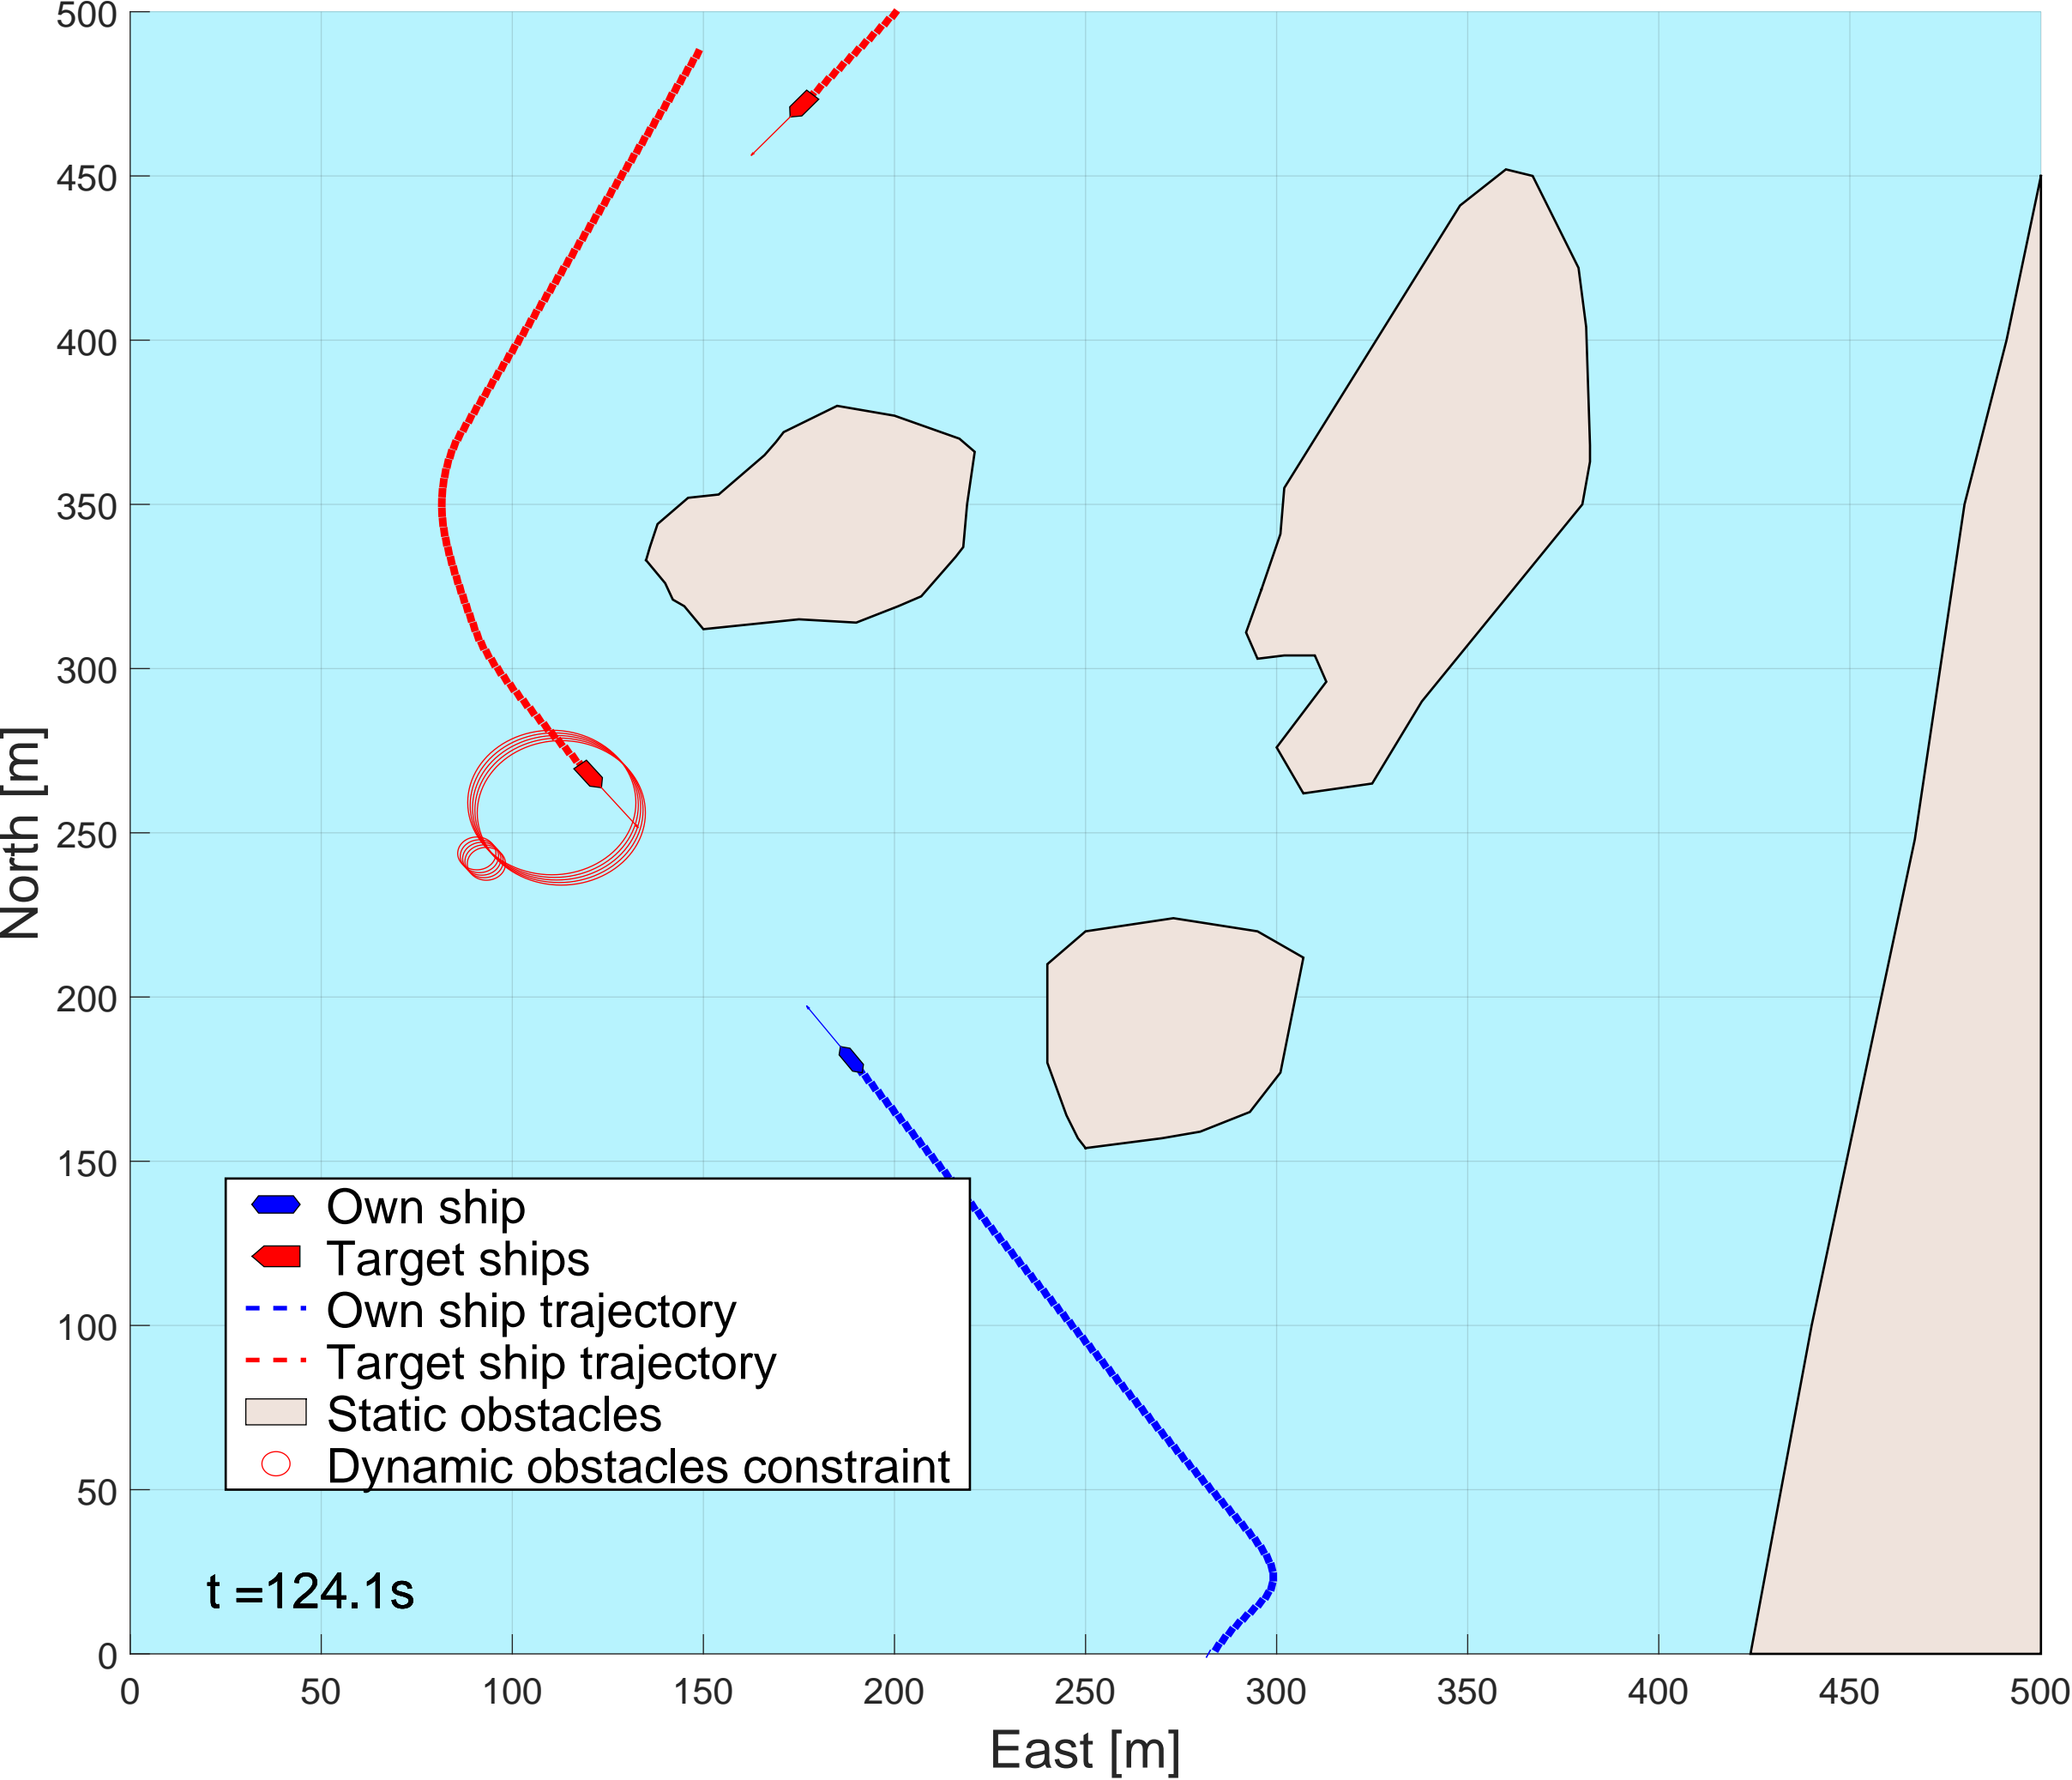 500
450
400
350
300
250
200
150
100
50
0
North [m]
Own ship
Target ships
Own ship trajectory
Target ship trajectory
Static obstacles
Dynamic obstacles constraint
t =124.1s
0 50 100 150 200 250 300 350 400 450 500
East [m]